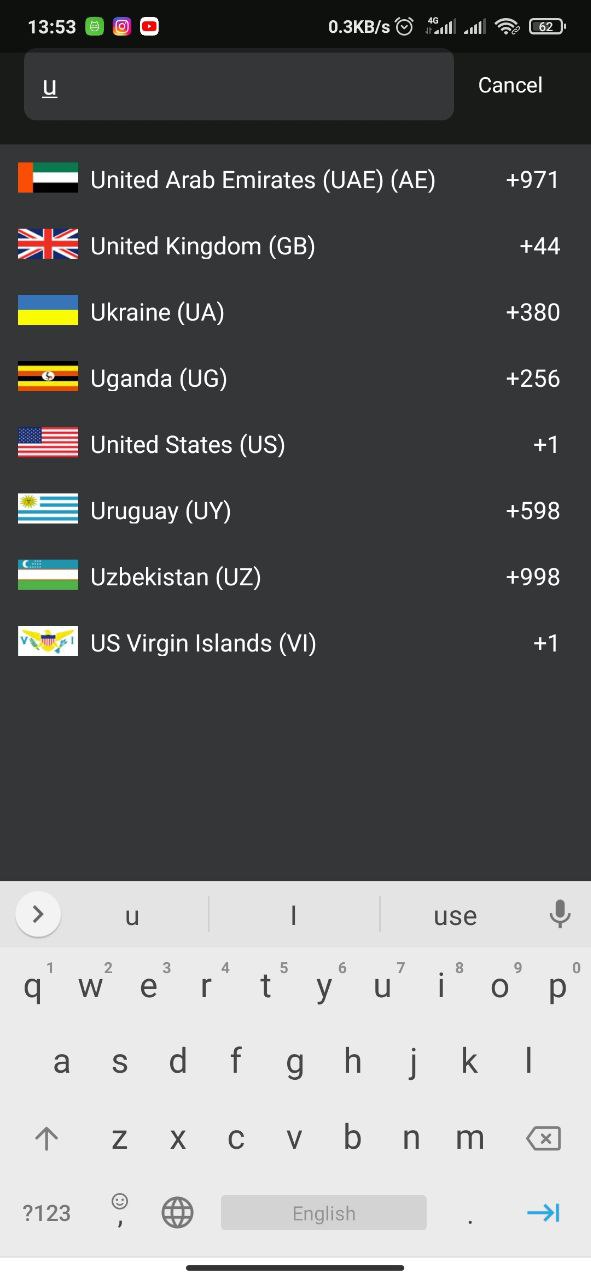 13:53 0.3KB/s 4G 62
u Cancel
United Arab Emirates (UAE) (AE) +971
United Kingdom (GB) +44
Ukraine (UA) +380
Uganda (UG) +256
United States (US) +1
Uruguay (UY) +598
Uzbekistan (UZ) +998
V I US Virgin Islands (VI) +1
u I use
1 2 3 4 5 6 7 8 9 0
q w e r t y u i o p
a s d f g h j k l
z x c v b n m
?123 , English .